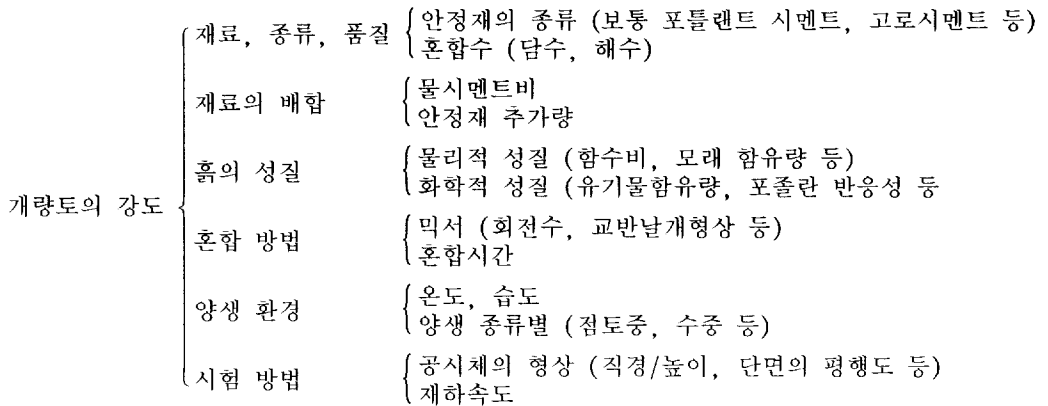 재료, 종류, 품질 안정재의 종류 (보통 포틀랜트 시멘트, 고로시멘트 등)
혼합수 (담수, 해수)
재료의 배합 물시멘트비
안정재 추가량
흙의 성질 물리적 성질 (함수비, 모래 함유량 등)
화학적 성질 (유기물함유량, 포졸란 반응성 등
개량토의 강도
혼합 방법 믹서 (회전수, 교반날개형상 등)
혼합시간
양생 환경 온도, 습도
양생 종류별 (점토중, 수중 등)
시험 방법 공시체의 형상 (직경/높이, 단면의 평행도 등)
재하속도